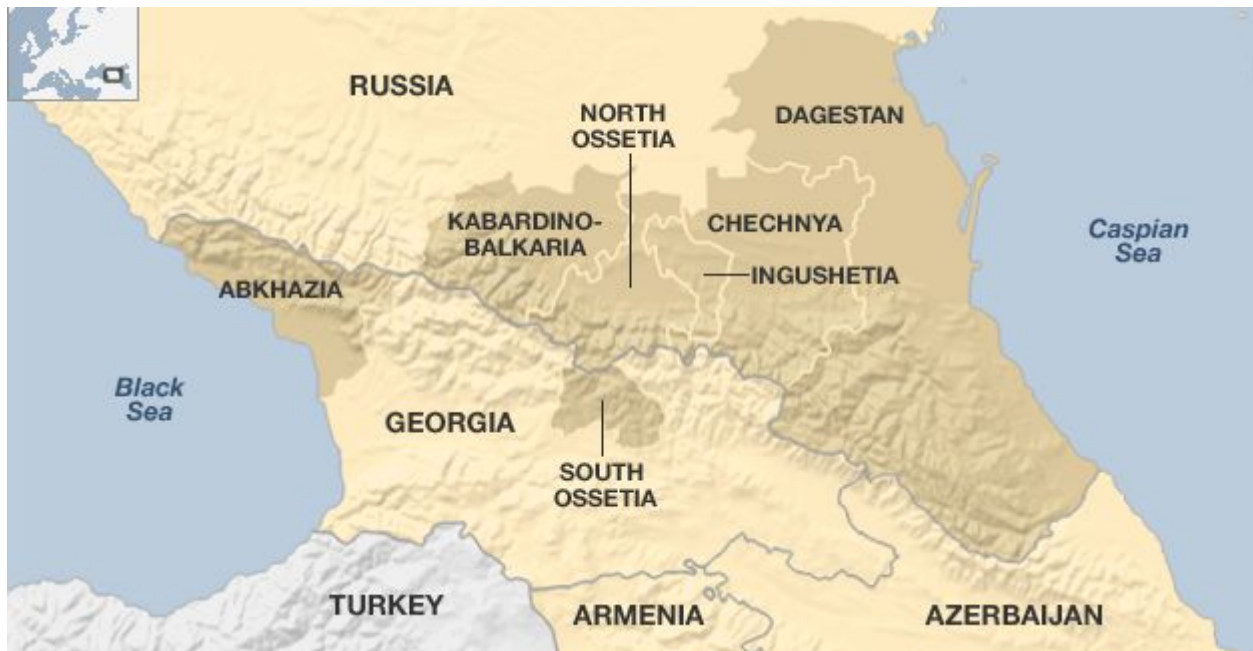 RUSSIA
NORTH
OSSETIA
DAGESTAN
KABARDINO-
BALKARIA
CHECHNYA
Caspian
Sea
INGUSHETIA
ABKHAZIA
Black
Sea
GEORGIA
SOUTH
OSSETIA
TURKEY
ARMENIA
AZERBAIJAN